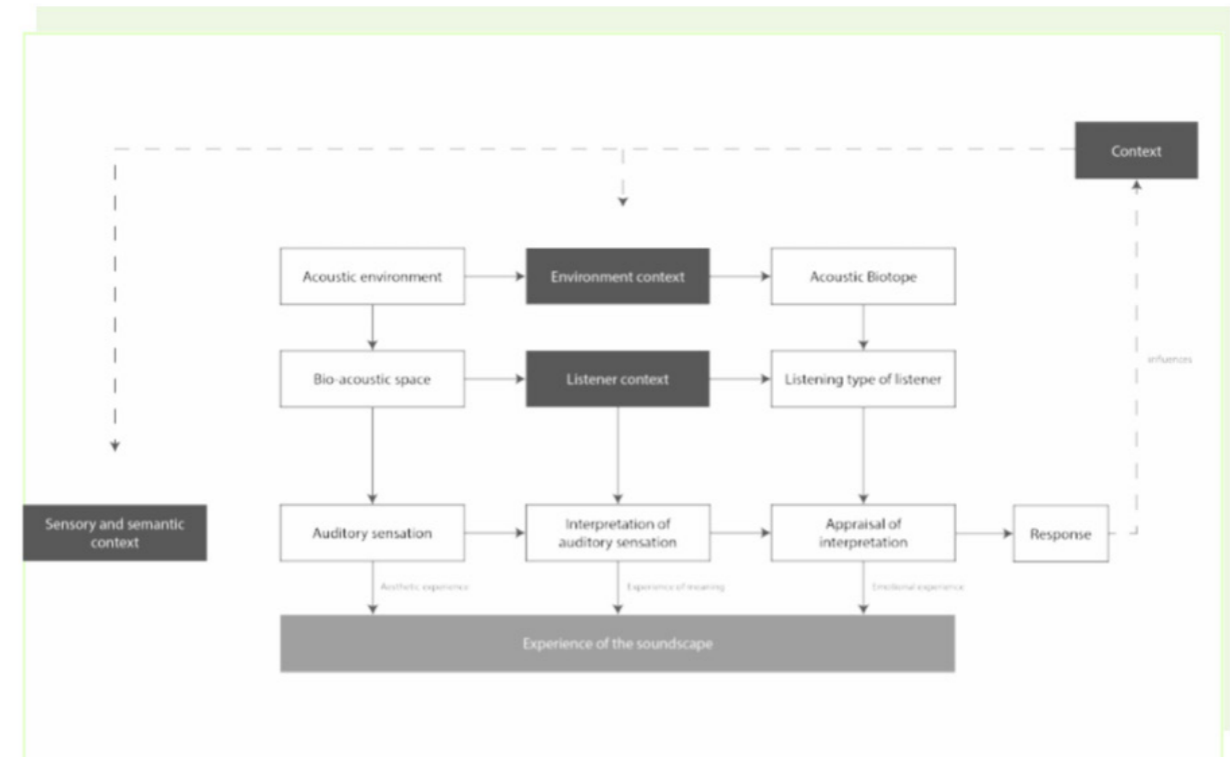 Context
Acoustic environment
Environment context
Acoustic Biotope
influences
Bio-acoustic space
Listener context
Listening type of listener
Sensory and semantic
context
Auditory sensation
Interpretation of
auditory sensation
Appraisal of
interpretation
Response
Aesthetic experience
Experience of meaning
Emotional experience
Experience of the soundscape